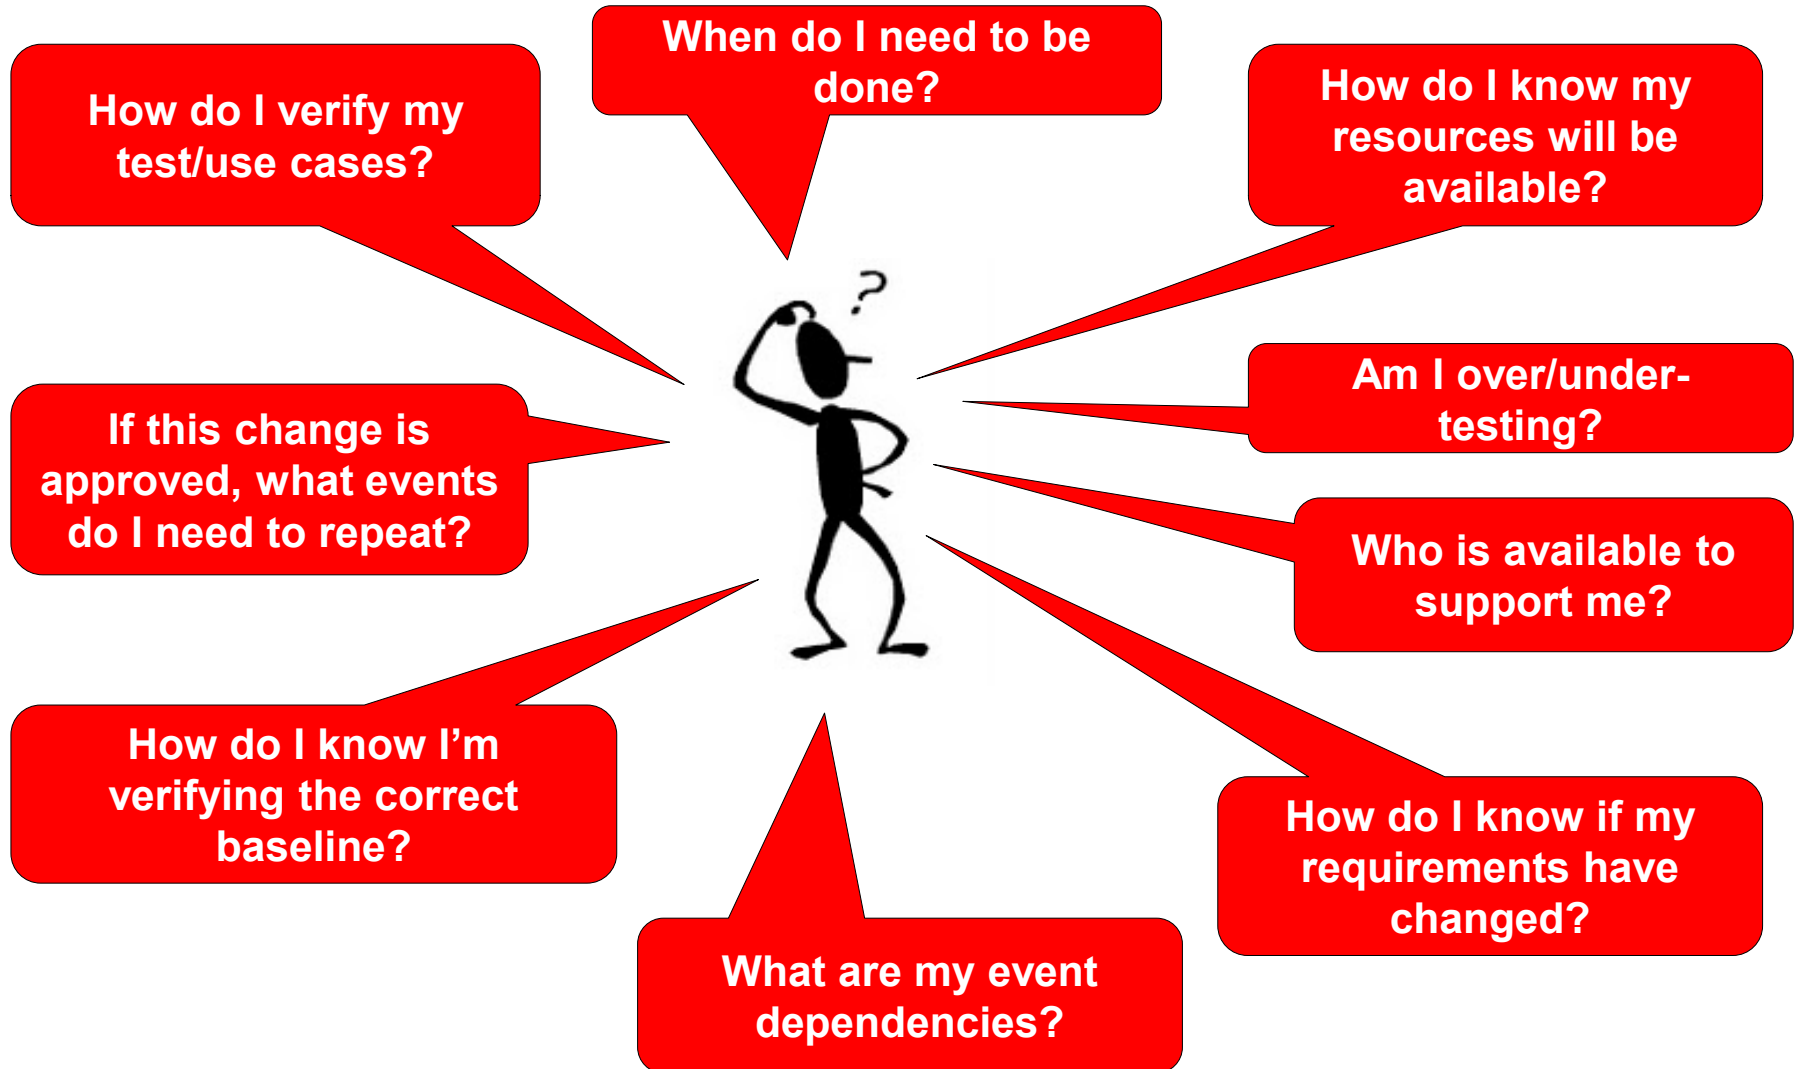 When do I need to be
done?
How do I verify my
test/use cases?
How do I know my
resources will be
available?
?
Am I over/under-
testing?
If this change is
approved, what events
do I need to repeat?
Who is available to
support me?
How do I know I’m
verifying the correct
baseline?
How do I know if my
requirements have
changed?
What are my event
dependencies?